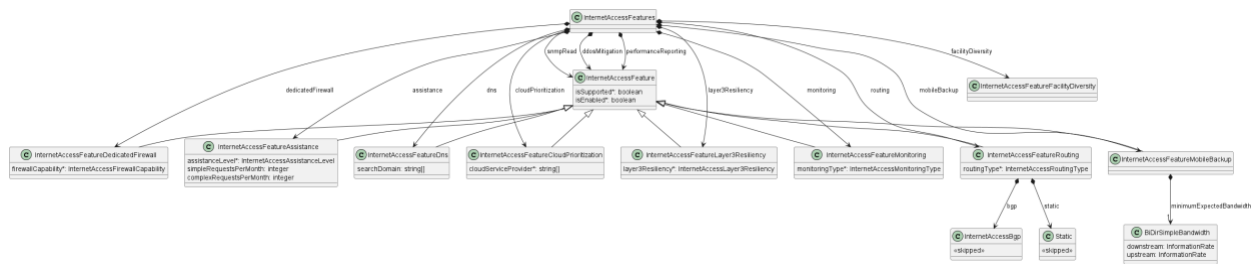 C InternetAccessFeatures
snmpRead
ddosMitigation
performanceReporting
facilityDiversity
C InternetAccessFeature
isSupported*: boolean
isEnabled*: boolean
C InternetAccessFeatureFacilityDiversity
dedicatedFirewall
assistance
dns
cloudPrioritization
layer3Resiliency
monitoring
routing
mobileBackup
C InternetAccessFeatureDedicatedFirewall
firewallCapability*: InternetAccessFirewallCapability
C InternetAccessFeatureAssistance
assistanceLevel*: InternetAccessAssistanceLevel
simpleRequestsPerMonth: integer
complexRequestsPerMonth: integer
C InternetAccessFeatureDns
searchDomain: string[]
C InternetAccessFeatureCloudPrioritization
cloudServiceProvider*: string[]
C InternetAccessFeatureLayer3Resiliency
layer3Resiliency*: InternetAccessLayer3Resiliency
C InternetAccessFeatureMonitoring
monitoringType*: InternetAccessMonitoringType
C InternetAccessFeatureRouting
routingType*: InternetAccessRoutingType
C InternetAccessFeatureMobileBackup
bgp
static
minimumExpectedBandwidth
1
C InternetAccessBgp
<<skipped>>
C Static
<<skipped>>
C BiDirSimpleBandwidth
downstream: InformationRate
upstream: InformationRate